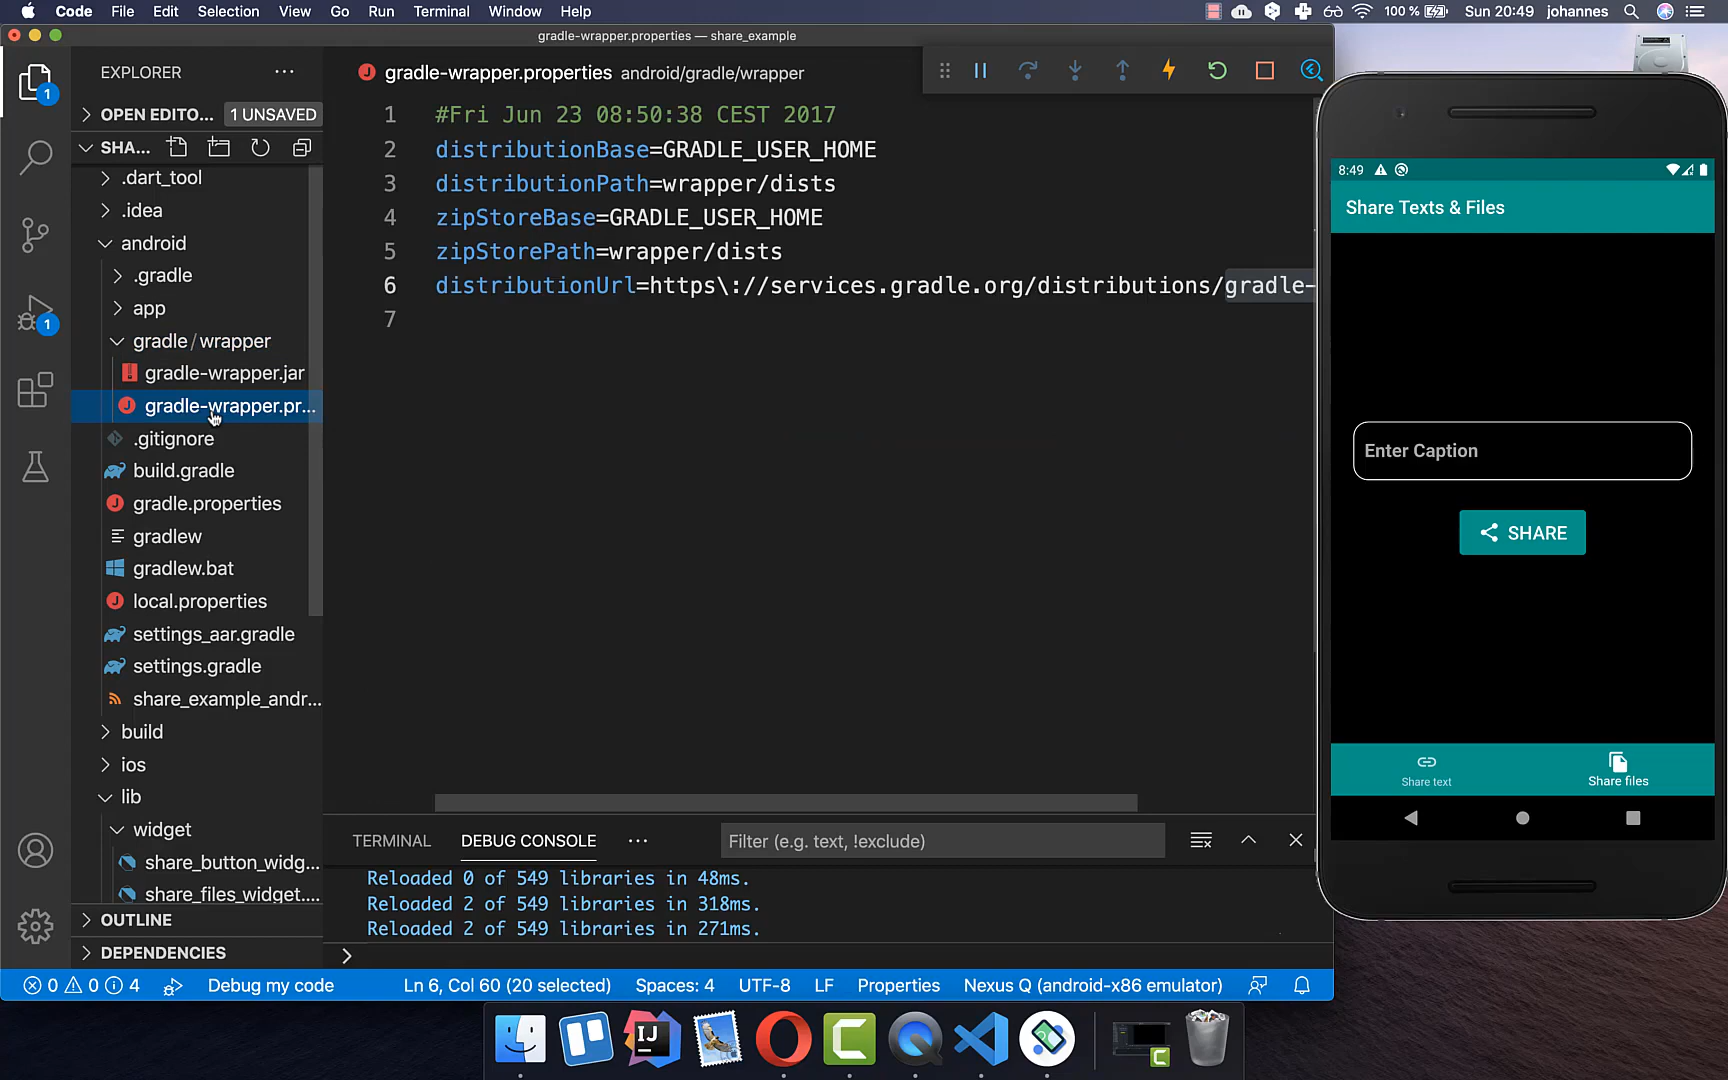 Code File Edit Selection View Go Run Terminal Window Help
100 % Sun 20:49 johannes
gradle-wrapper.properties — share_example
EXPLORER
1
OPEN EDITO... 1 UNSAVED
SHA...
.dart_tool
.idea
android
.gradle
app
1
gradle/wrapper
gradle-wrapper.jar
gradle-wrapper.pr...
.gitignore
build.gradle
gradle.properties
gradlew
gradlew.bat
local.properties
settings_aar.gradle
settings.gradle
share_example_andr...
build
ios
lib
widget
share_button_widg...
share_files_widget....
OUTLINE
DEPENDENCIES
gradle-wrapper.properties android/gradle/wrapper
1 #Fri Jun 23 08:50:38 CEST 2017
2 distributionBase=GRADLE_USER_HOME
3 distributionPath=wrapper/dists
4 zipStoreBase=GRADLE_USER_HOME
5 zipStorePath=wrapper/dists
6 distributionUrl=https\://services.gradle.org/distributions/gradle-
7
TERMINAL DEBUG CONSOLE Filter (e.g. text, !exclude)
Reloaded 0 of 549 libraries in 48ms.
Reloaded 2 of 549 libraries in 318ms.
Reloaded 2 of 549 libraries in 271ms.
0 0 4 Debug my code Ln 6, Col 60 (20 selected) Spaces: 4 UTF-8 LF Properties Nexus Q (android-x86 emulator)
8:49
Share Texts & Files
Enter Caption
SHARE
Share text Share files
IJ